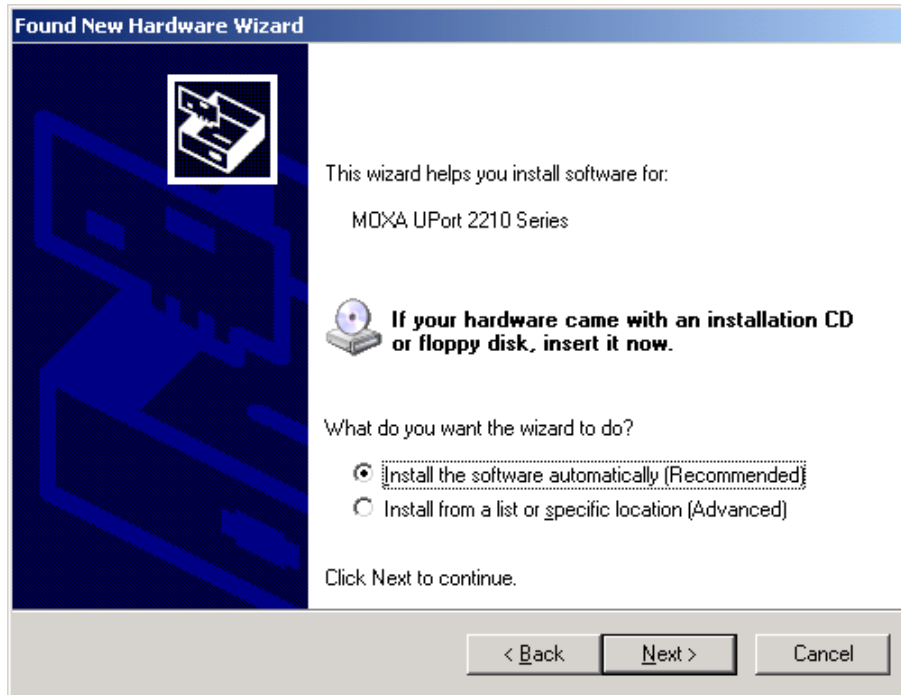 Found New Hardware Wizard
This wizard helps you install software for:
MOXA UPort 2210 Series
If your hardware came with an installation CD
or floppy disk, insert it now.
What do you want the wizard to do?
Install the software automatically (Recommended)
Install from a list or specific location (Advanced)
Click Next to continue.
< Back Next > Cancel